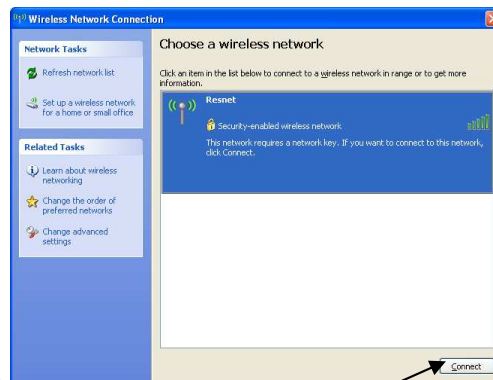 Wireless Network Connection
Network Tasks
Refresh network list
Set up a wireless network
for a home or small office
Related Tasks
Learn about wireless
networking
Change the order of
preferred networks
Change advanced
settings
Choose a wireless network
Click an item in the list below to connect to a wireless network in range or to get more
information.
Resnet
Security-enabled wireless network
This network requires a network key. If you want to connect to this network,
click Connect.
Connect